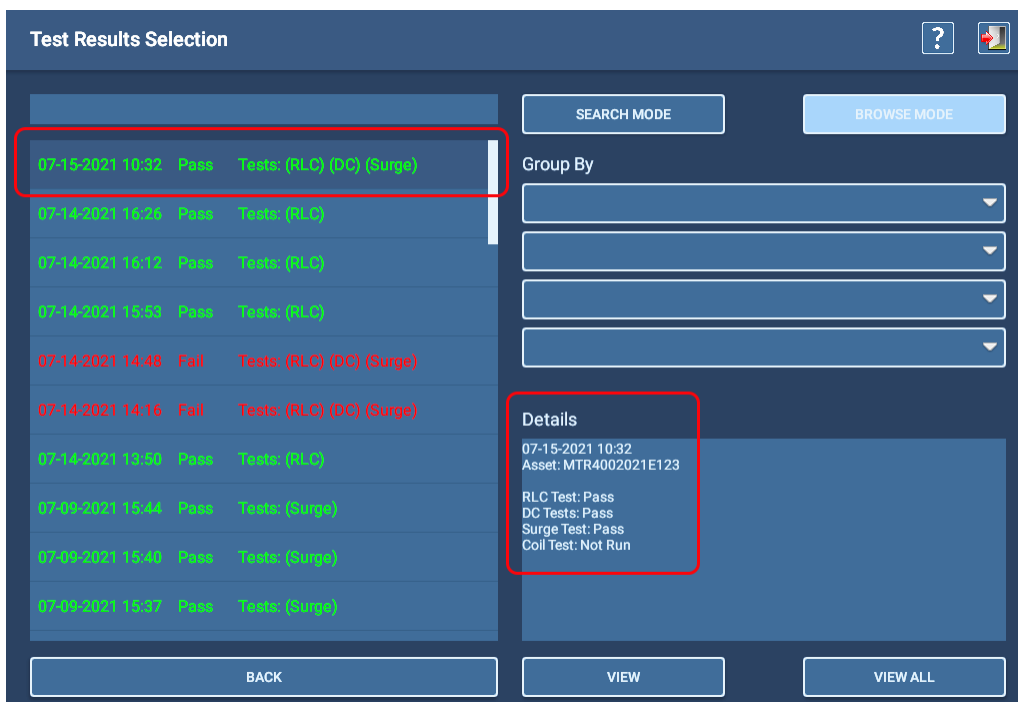 Test Results Selection
?
SEARCH MODE
BROWSE MODE
07-15-2021 10:32 Pass Tests: (RLC) (DC) (Surge)
07-14-2021 16:26 Pass Tests: (RLC)
07-14-2021 16:12 Pass Tests: (RLC)
07-14-2021 15:53 Pass Tests: (RLC)
07-14-2021 14:48 Fail Tests: (RLC) (DC) (Surge)
07-14-2021 14:16 Fail Tests: (RLC) (DC) (Surge)
07-14-2021 13:50 Pass Tests: (RLC)
07-09-2021 15:44 Pass Tests: (Surge)
07-09-2021 15:40 Pass Tests: (Surge)
07-09-2021 15:37 Pass Tests: (Surge)
Group By
Details
07-15-2021 10:32
Asset: MTR4002021E123
RLC Test: Pass
DC Tests: Pass
Surge Test: Pass
Coil Test: Not Run
BACK
VIEW
VIEW ALL